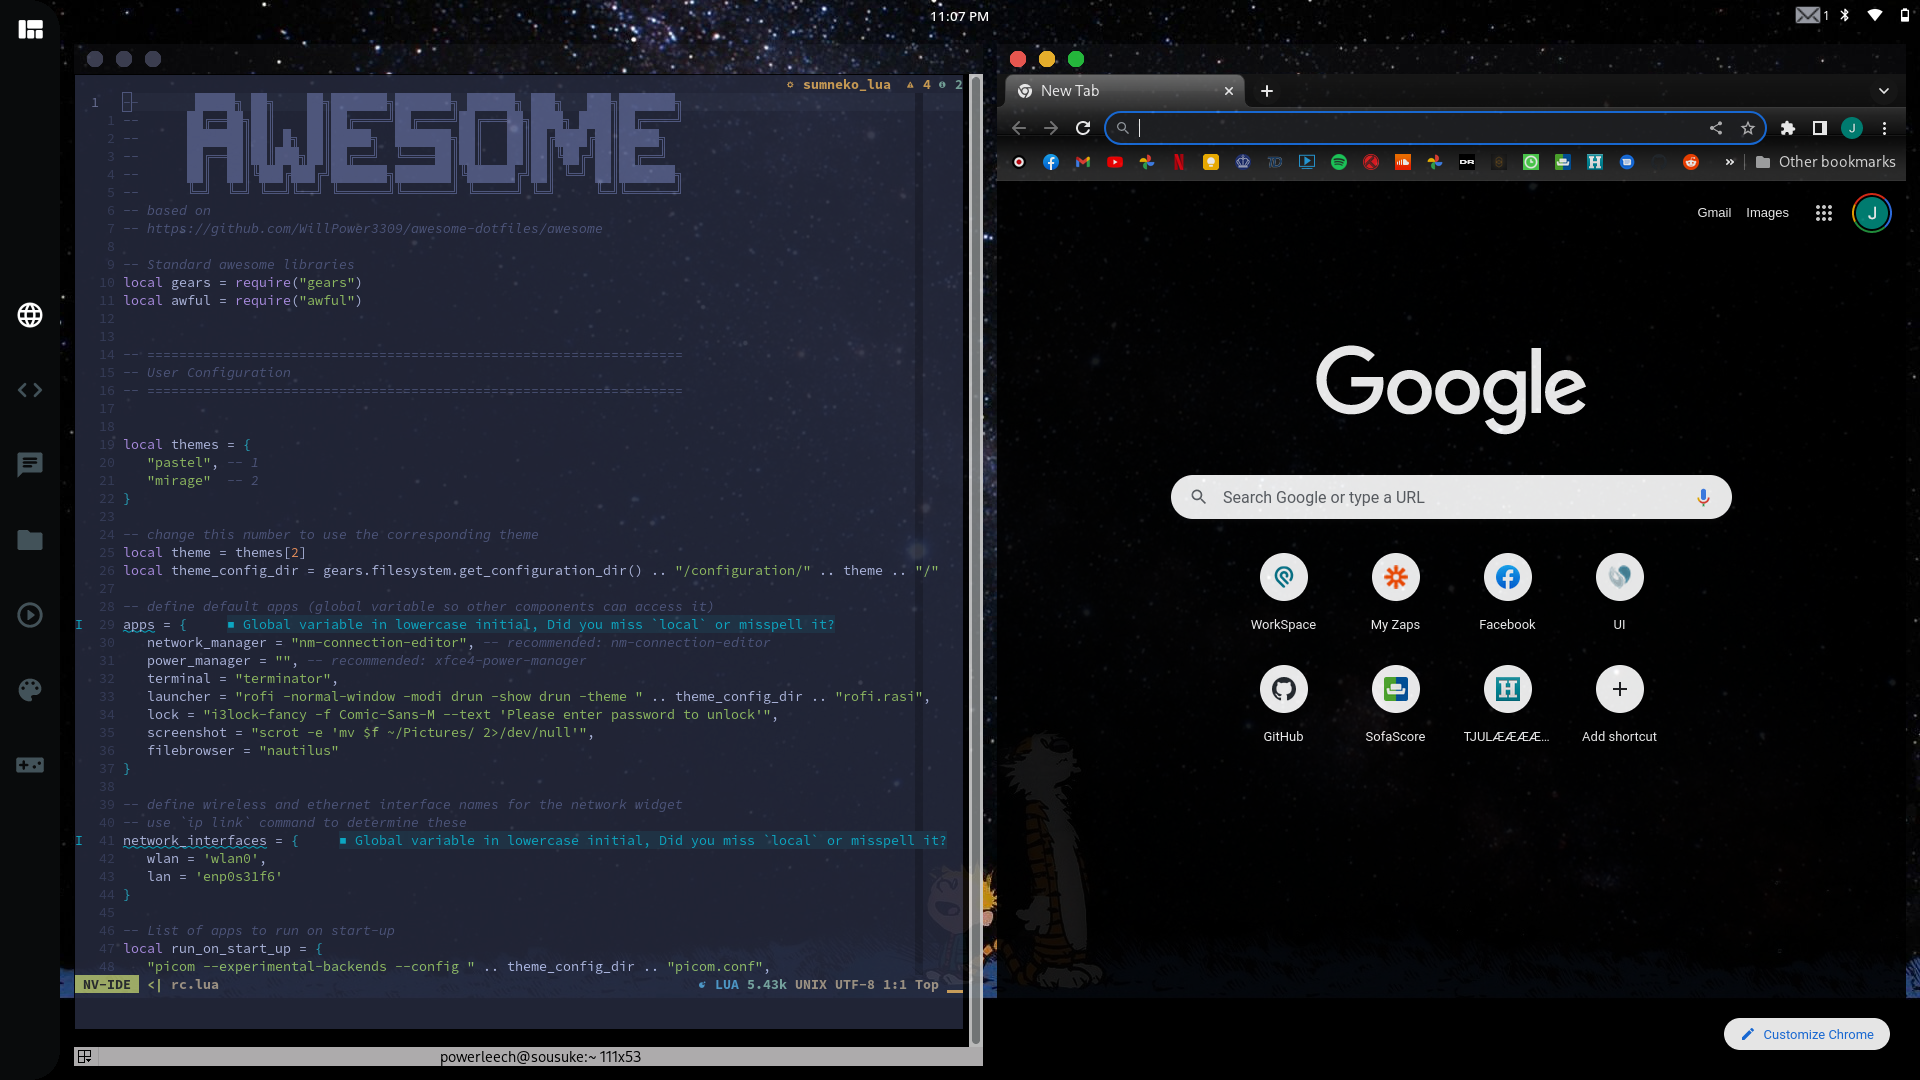 11:07 PM
1
sumneko_lua 4 2
AWESOME
1 --
1 --
2 --
3 --
4 --
5 --
6 -- based on
7 -- https://github.com/WillPower3309/awesome-dotfiles/awesome
8
9 -- Standard awesome libraries
10 local gears = require("gears")
11 local awful = require("awful")
12
13
14 -- ===================================================================
15 -- User Configuration
16 -- ===================================================================
17
18
19 local themes = {
20 "pastel", -- 1
21 "mirage" -- 2
22 }
23
24 -- change this number to use the corresponding theme
25 local theme = themes[2]
26 local theme_config_dir = gears.filesystem.get_configuration_dir() .. "/configuration/" .. theme .. "/"
27
28 -- define default apps (global variable so other components can access it)
I 29 apps = { ■ Global variable in lowercase initial, Did you miss `local` or misspell it?
30 network_manager = "nm-connection-editor", -- recommended: nm-connection-editor
31 power_manager = "", -- recommended: xfce4-power-manager
32 terminal = "terminator",
33 launcher = "rofi -normal-window -modi drun -show drun -theme " .. theme_config_dir .. "rofi.rasi",
34 lock = "i3lock-fancy -f Comic-Sans-M --text 'Please enter password to unlock'",
35 screenshot = "scrot -e 'mv $f ~/Pictures/ 2>/dev/null'",
36 filebrowser = "nautilus"
37 }
38
39 -- define wireless and ethernet interface names for the network widget
40 -- use `ip link` command to determine these
I 41 network_interfaces = { ■ Global variable in lowercase initial, Did you miss `local` or misspell it?
42 wlan = 'wlan0',
43 lan = 'enp0s31f6'
44 }
45
46 -- List of apps to run on start-up
47 local run_on_start_up = {
48 "picom --experimental-backends --config " .. theme_config_dir .. "picom.conf",
NV-IDE <| rc.lua LUA 5.43k UNIX UTF-8 1:1 Top
powerleech@sousuke:~ 111x53
New Tab
J
Other bookmarks
Gmail Images J
Google
Search Google or type a URL
WorkSpace My Zaps Facebook UI
GitHub SofaScore TJULÆÆÆÆ... Add shortcut
Customize Chrome